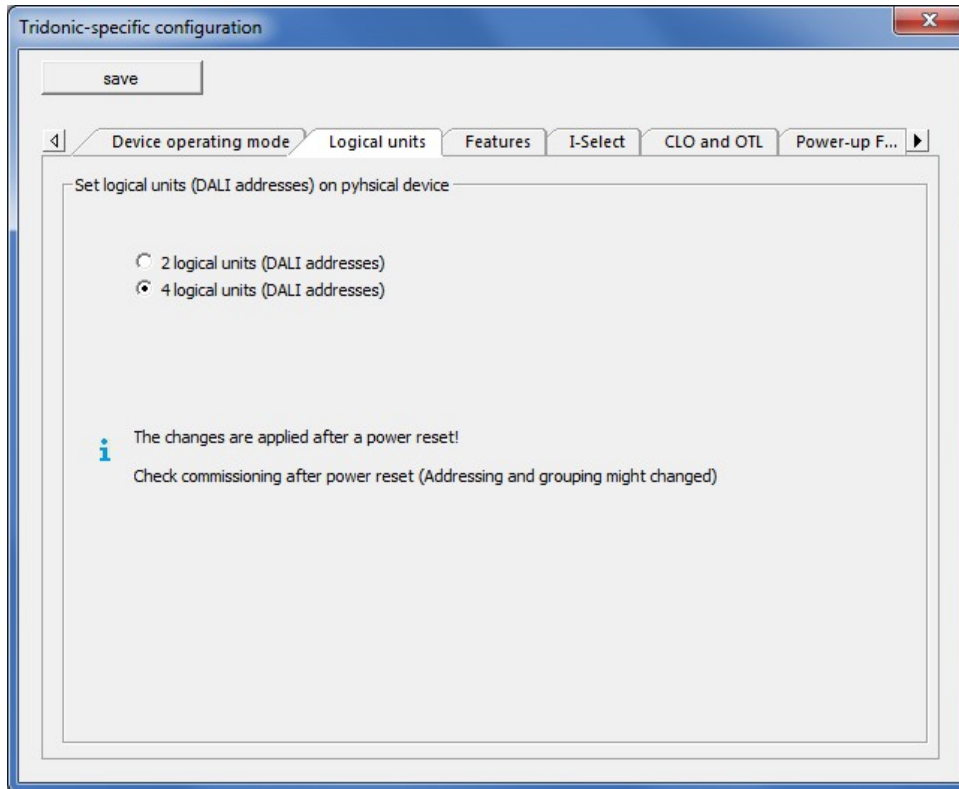 Tridonic-specific configuration
save
Device operating mode
Logical units
Features
I-Select
CLO and OTL
Power-up F...
Set logical units (DALI addresses) on pyhsical device
2 logical units (DALI addresses)
4 logical units (DALI addresses)
The changes are applied after a power reset!
Check commissioning after power reset (Addressing and grouping might changed)